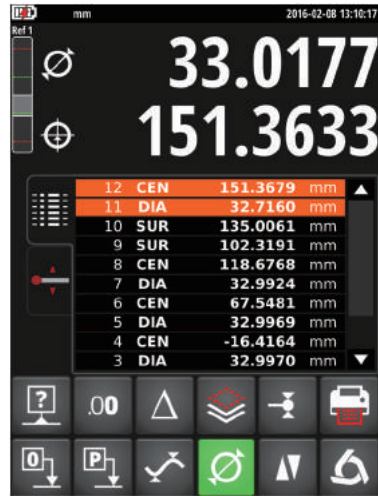 mm 2016-02-08 13:10:17
Ref 1
33.0177
151.3633
12 CEN 151.3679 mm
11 DIA 32.7160 mm
10 SUR 135.0061 mm
9 SUR 102.3191 mm
8 CEN 118.6768 mm
7 DIA 32.9924 mm
6 CEN 67.5481 mm
5 DIA 32.9969 mm
4 CEN -16.4164 mm
3 DIA 32.9970 mm
? .00
0 P